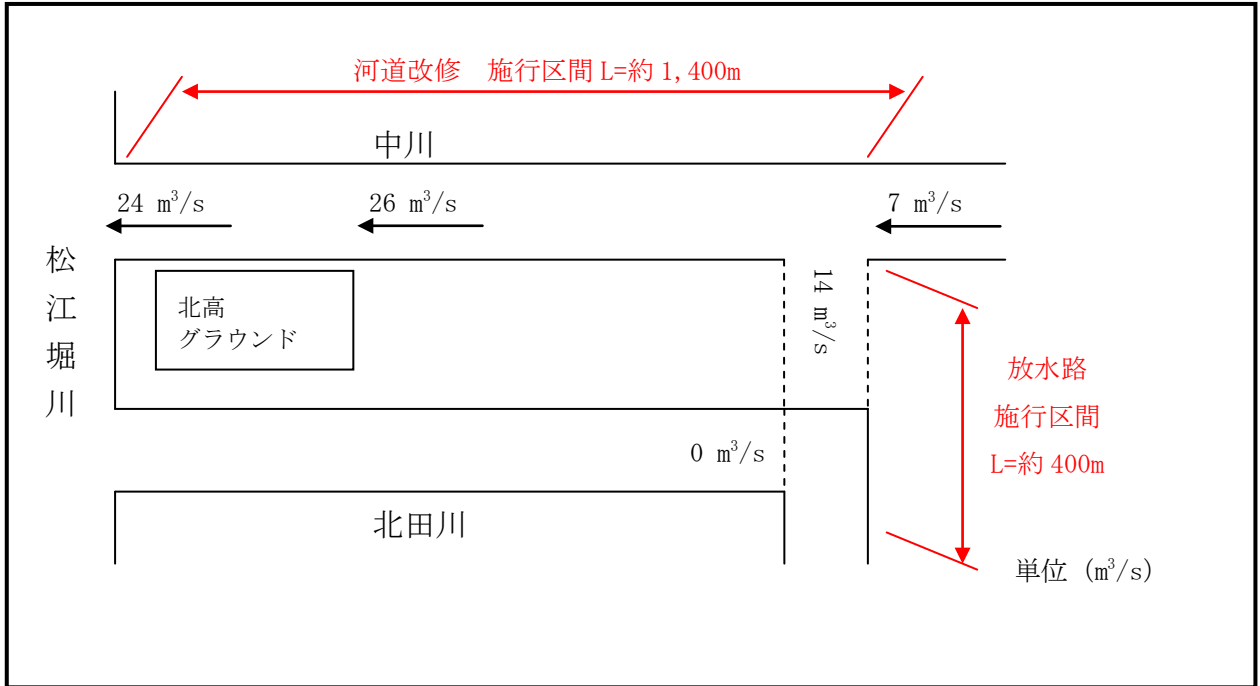 河道改修　施行区間 L=約 1,400m
中川
24 m³/s
26 m³/s
7 m³/s
松江堀川
北高
グラウンド
14 m³/s
放水路
施行区間
L=約 400m
0 m³/s
北田川
単位 (m³/s)